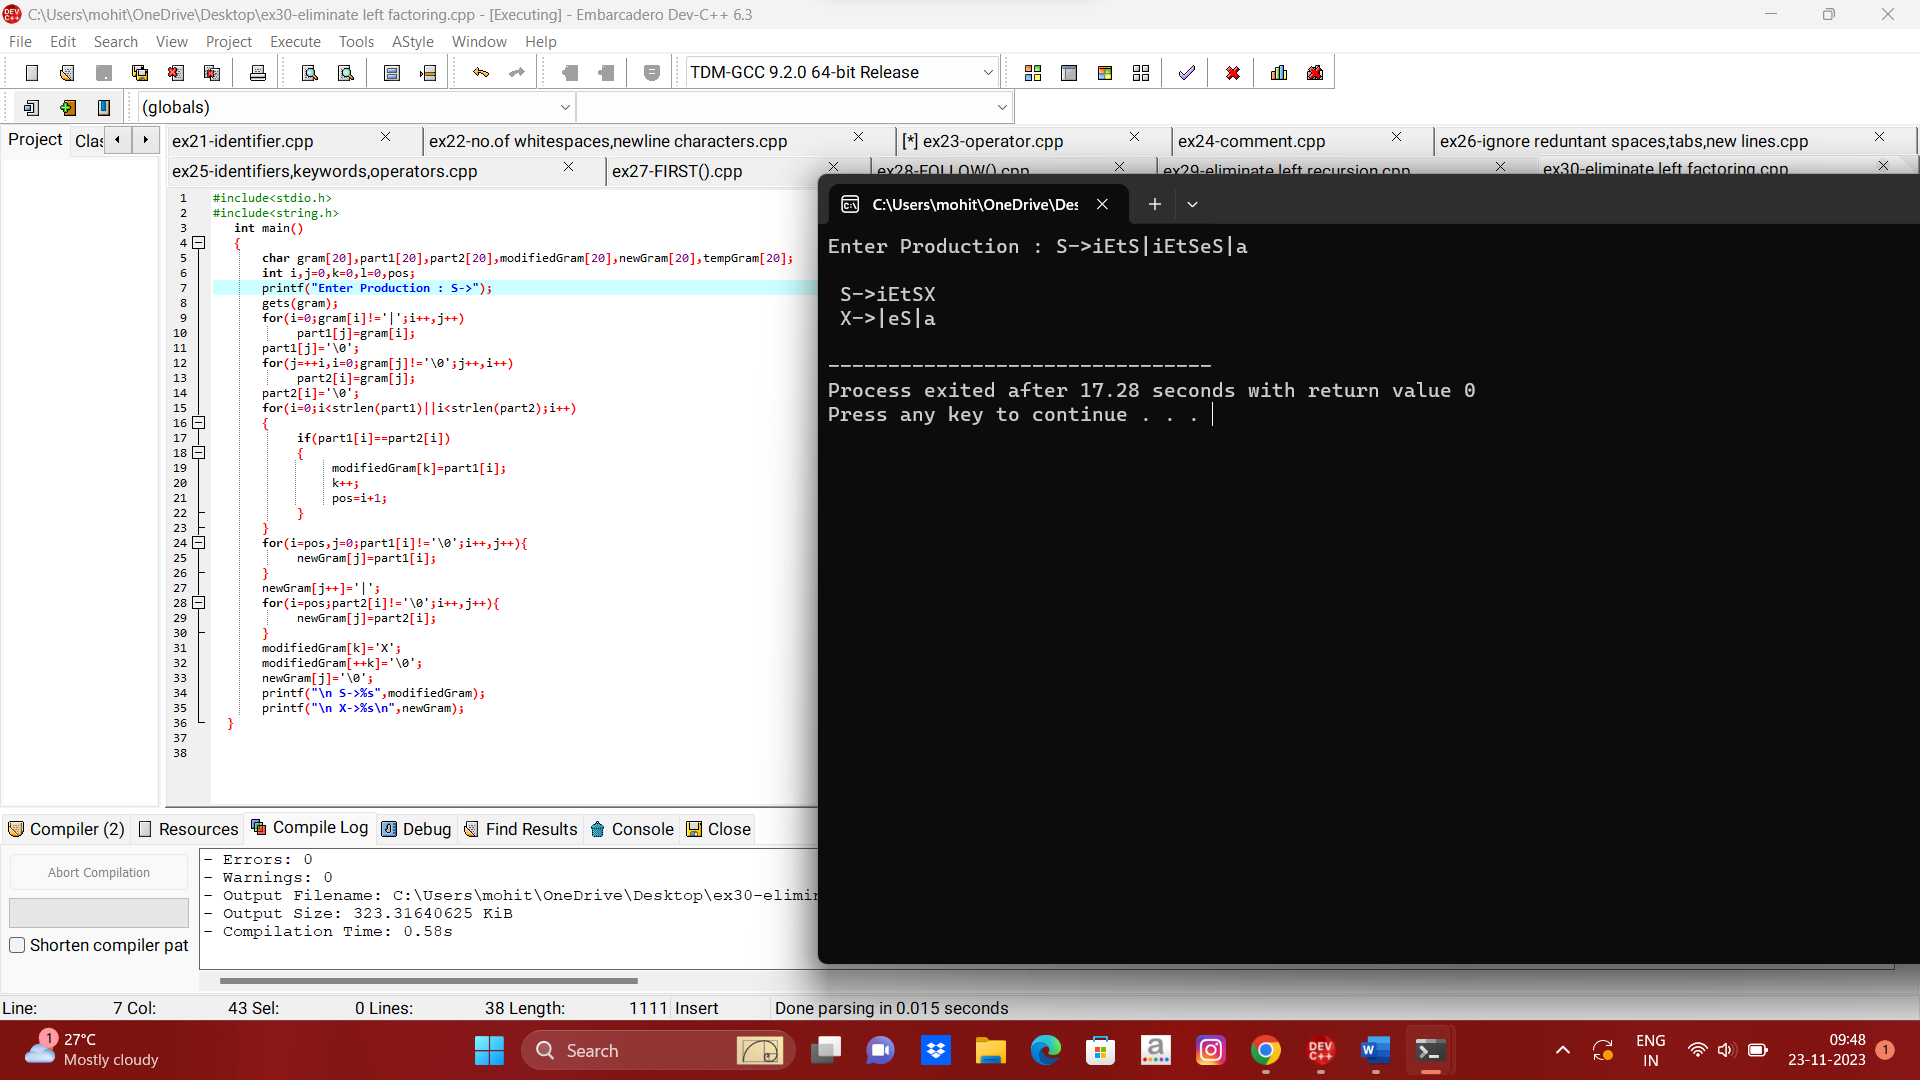 C:\Users\mohit\OneDrive\Desktop\ex30-eliminate left factoring.cpp - [Executing] - Embarcadero Dev-C++ 6.3
File Edit Search View Project Execute Tools AStyle Window Help
TDM-GCC 9.2.0 64-bit Release
(globals)
Project Clas
ex21-identifier.cpp ex22-no.of whitespaces,newline characters.cpp [*] ex23-operator.cpp ex24-comment.cpp ex26-ignore reduntant spaces,tabs,new lines.cpp
ex25-identifiers,keywords,operators.cpp ex27-FIRST().cpp ex28-FOLLOW().cpp ex29-eliminate left recursion.cpp ex30-eliminate left factoring.cpp
1 #include<stdio.h>
2 #include<string.h>
3 int main()
4 {
5 char gram[20],part1[20],part2[20],modifiedGram[20],newGram[20],tempGram[20];
6 int i,j=0,k=0,l=0,pos;
7 printf("Enter Production : S->");
8 gets(gram);
9 for(i=0;gram[i]!='|';i++,j++)
10 part1[j]=gram[i];
11 part1[j]='\0';
12 for(j=++i,i=0;gram[j]!='\0';j++,i++)
13 part2[i]=gram[j];
14 part2[i]='\0';
15 for(i=0;i<strlen(part1)||i<strlen(part2);i++)
16 {
17 if(part1[i]==part2[i])
18 {
19 modifiedGram[k]=part1[i];
20 k++;
21 pos=i+1;
22 }
23 }
24 for(i=pos,j=0;part1[i]!='\0';i++,j++){
25 newGram[j]=part1[i];
26 }
27 newGram[j++]='|';
28 for(i=pos;part2[i]!='\0';i++,j++){
29 newGram[j]=part2[i];
30 }
31 modifiedGram[k]='X';
32 modifiedGram[++k]='\0';
33 newGram[j]='\0';
34 printf("\n S->%s",modifiedGram);
35 printf("\n X->%s\n",newGram);
36 }
37
38
C:\Users\mohit\OneDrive\Des
Enter Production : S->iEtS|iEtSeS|a
S->iEtSX
X->|eS|a
--------------------------------
Process exited after 17.28 seconds with return value 0
Press any key to continue . . .
Compiler (2) Resources Compile Log Debug Find Results Console Close
Abort Compilation
Shorten compiler pat
- Errors: 0
- Warnings: 0
- Output Filename: C:\Users\mohit\OneDrive\Desktop\ex30-elimin
- Output Size: 323.31640625 KiB
- Compilation Time: 0.58s
Line: 7 Col: 43 Sel: 0 Lines: 38 Length: 1111 Insert Done parsing in 0.015 seconds
1
27°C
Mostly cloudy
Search
DEV C++
ENG
IN
09:48
23-11-2023
1